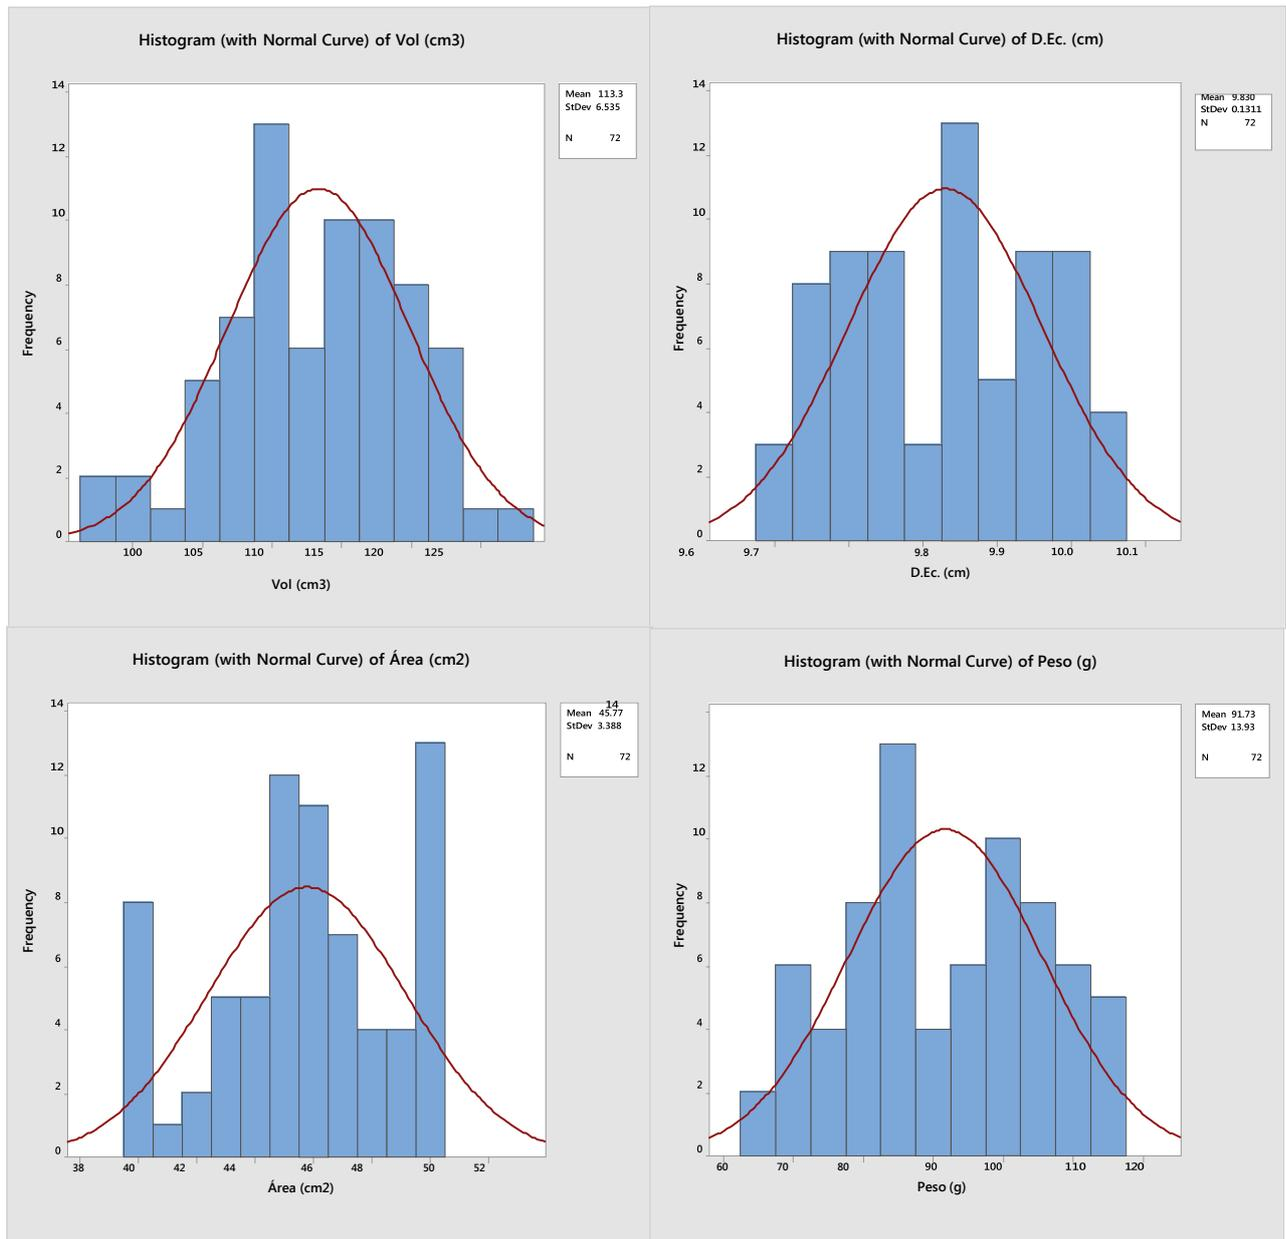 Histogram (with Normal Curve) of Vol (cm3)
14
12
10
8
6
4
2
0
Frequency
100 105 110 115 120 125
Vol (cm3)
Mean 113.3
StDev 6.535
N 72
Histogram (with Normal Curve) of D.Ec. (cm)
14
12
10
8
6
4
2
0
Frequency
9.6 9.7 9.8 9.9 10.0 10.1
D.Ec. (cm)
Mean 9.830
StDev 0.1311
N 72
Histogram (with Normal Curve) of Área (cm2)
14
12
10
8
6
4
2
0
Frequency
38 40 42 44 46 48 50 52
Área (cm2)
14
Mean 45.77
StDev 3.388
N 72
Histogram (with Normal Curve) of Peso (g)
12
10
8
6
4
2
0
Frequency
60 70 80 90 100 110 120
Peso (g)
Mean 91.73
StDev 13.93
N 72